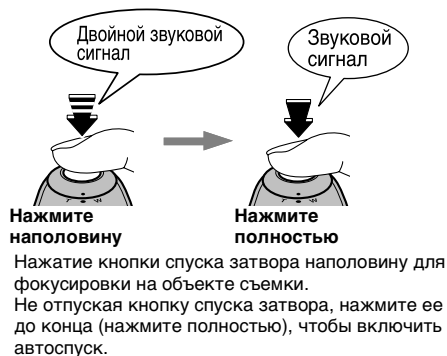 Двойной звуковой
сигнал
Звуковой
сигнал
Нажмите
наполовину
Нажмите
полностью
Нажатие кнопки спуска затвора наполовину для
фокусировки на объекте съемки.
Не отпуская кнопку спуска затвора, нажмите ее
до конца (нажмите полностью), чтобы включить
автоспуск.